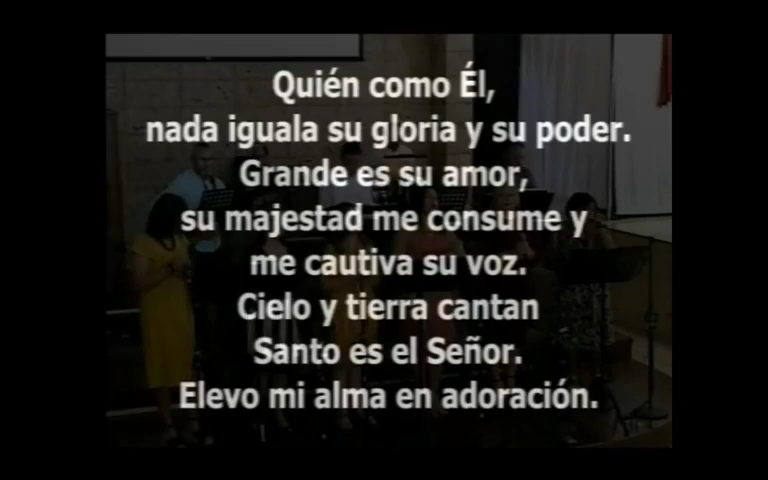 Quién como Él,
nada iguala su gloria y su poder.
Grande es su amor,
su majestad me consume y
me cautiva su voz.
Cielo y tierra cantan
Santo es el Señor.
Elevo mi alma en adoración.